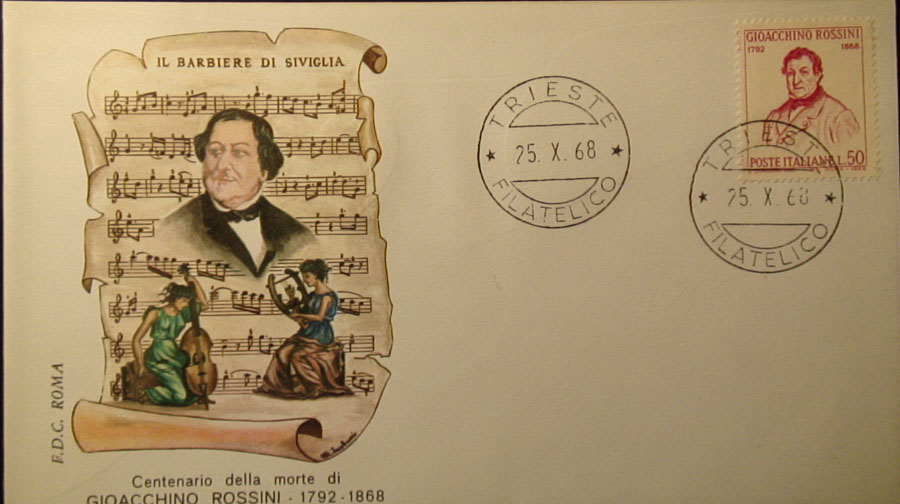 IL BARBIERE DI SIVIGLIA
F.D.C. ROMA
Centenario della morte di
GIOACCHINO ROSSINI - 1792 - 1868
TRIESTE
25. X. 68
FILATELICO
GIOACCHINO ROSSINI
1792 1868
POSTE ITALIANE L.50
TRIESTE
25. X. 68
FILATELICO